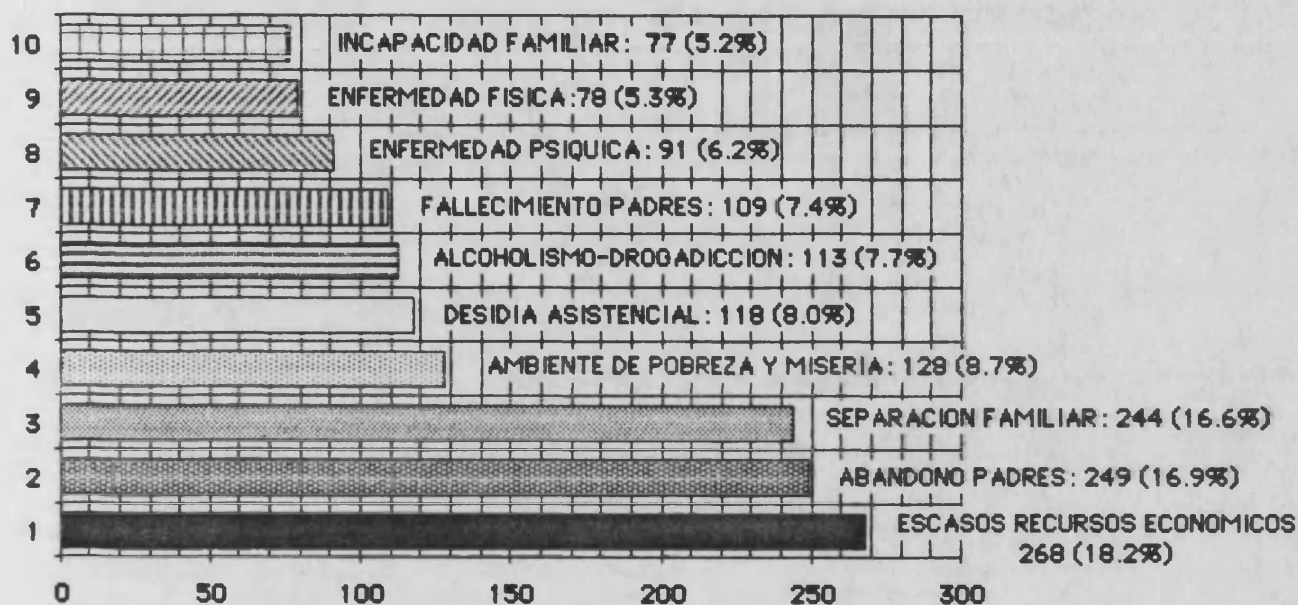 10 INCAPACIDAD FAMILIAR: 77 (5.2%)
9 ENFERMEDAD FISICA:78 (5.3%)
8 ENFERMEDAD PSIQUICA: 91 (6.2%)
7 FALLECIMIENTO PADRES: 109 (7.4%)
6 ALCOHOLISMO-DROGADICCION: 113 (7.7%)
5 DESIDIA ASISTENCIAL: 118 (8.0%)
4 AMBIENTE DE POBREZA Y MISERIA: 128 (8.7%)
3 SEPARACION FAMILIAR: 244 (16.6%)
2 ABANDONO PADRES: 249 (16.9%)
1 ESCASOS RECURSOS ECONOMICOS
268 (18.2%)
0 50 100 150 200 250 300